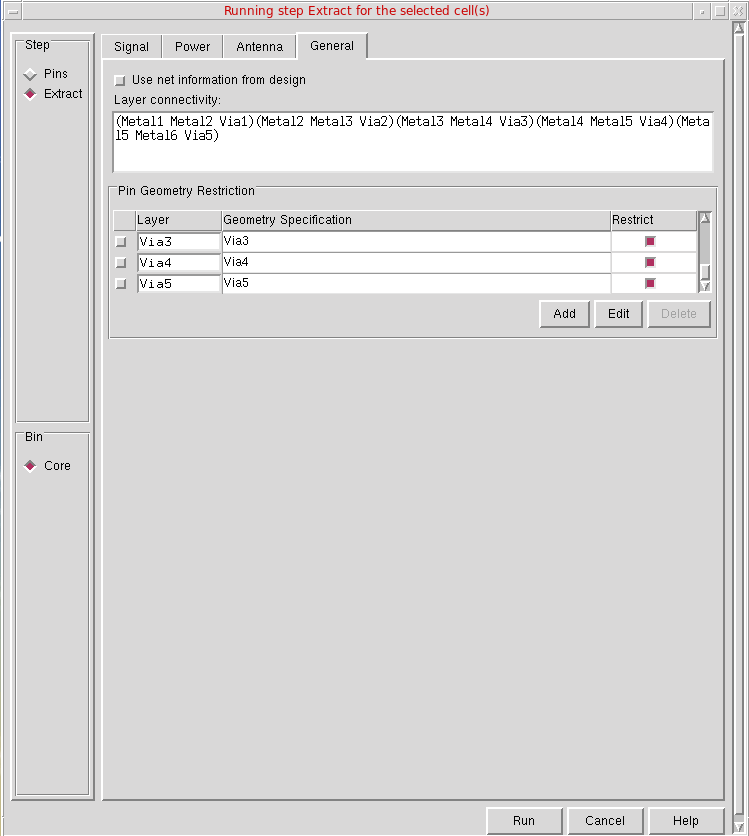 Running step Extract for the selected cell(s)
Step
Pins
Extract
Bin
Core
Signal Power Antenna General
Use net information from design
Layer connectivity:
(Metal1 Metal2 Via1)(Metal2 Metal3 Via2)(Metal3 Metal4 Via3)(Metal4 Metal5 Via4)(Meta
l5 Metal6 Via5)
Pin Geometry Restriction
Layer Geometry Specification Restrict
Via3 Via3
Via4 Via4
Via5 Via5
Add Edit Delete
Run Cancel Help